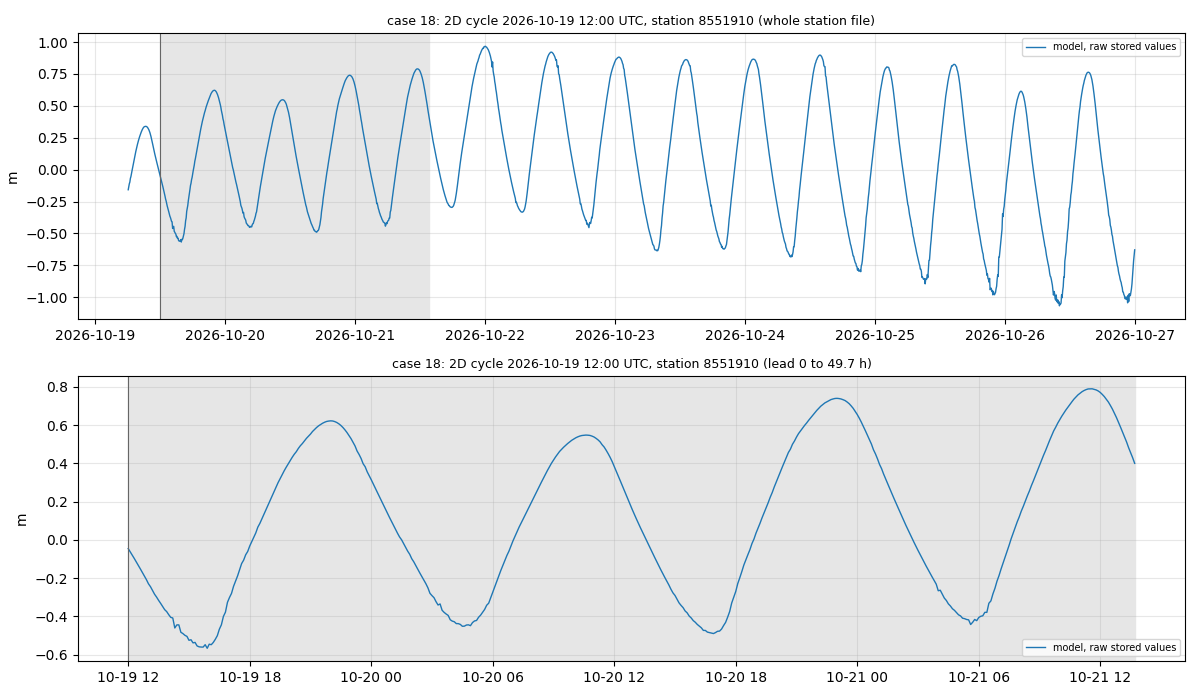 case 18: 2D cycle 2026-10-19 12:00 UTC, station 8551910 (whole station file)
model, raw stored values
1.00
0.75
0.50
0.25
0.00
−0.25
−0.50
−0.75
−1.00
m
2026-10-19 2026-10-20 2026-10-21 2026-10-22 2026-10-23 2026-10-24 2026-10-25 2026-10-26 2026-10-27
case 18: 2D cycle 2026-10-19 12:00 UTC, station 8551910 (lead 0 to 49.7 h)
0.8
0.6
0.4
0.2
0.0
−0.2
−0.4
−0.6
m
model, raw stored values
10-19 12 10-19 18 10-20 00 10-20 06 10-20 12 10-20 18 10-21 00 10-21 06 10-21 12